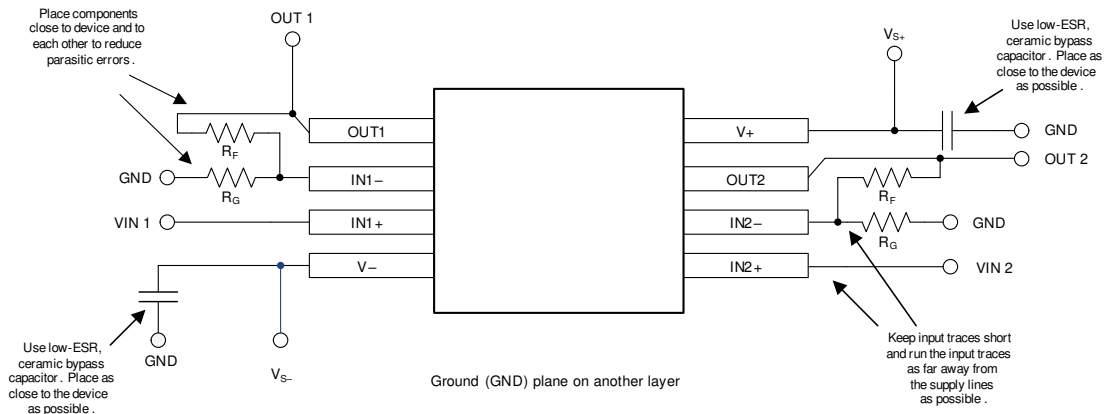 Place components
close to device and to
each other to reduce
parasitic errors .
OUT 1
VS+
Use low-ESR,
ceramic bypass
capacitor . Place as
close to the device
as possible .
OUT1
RF
GND
RG
IN1−
VIN 1
IN1+
V−
V+
GND
OUT 2
OUT2
RF
IN2−
GND
RG
IN2+
VIN 2
Use low-ESR,
ceramic bypass
capacitor . Place as
close to the device
as possible .
GND
VS−
Ground (GND) plane on another layer
Keep input traces short
and run the input traces
as far away from
the supply lines
as possible .